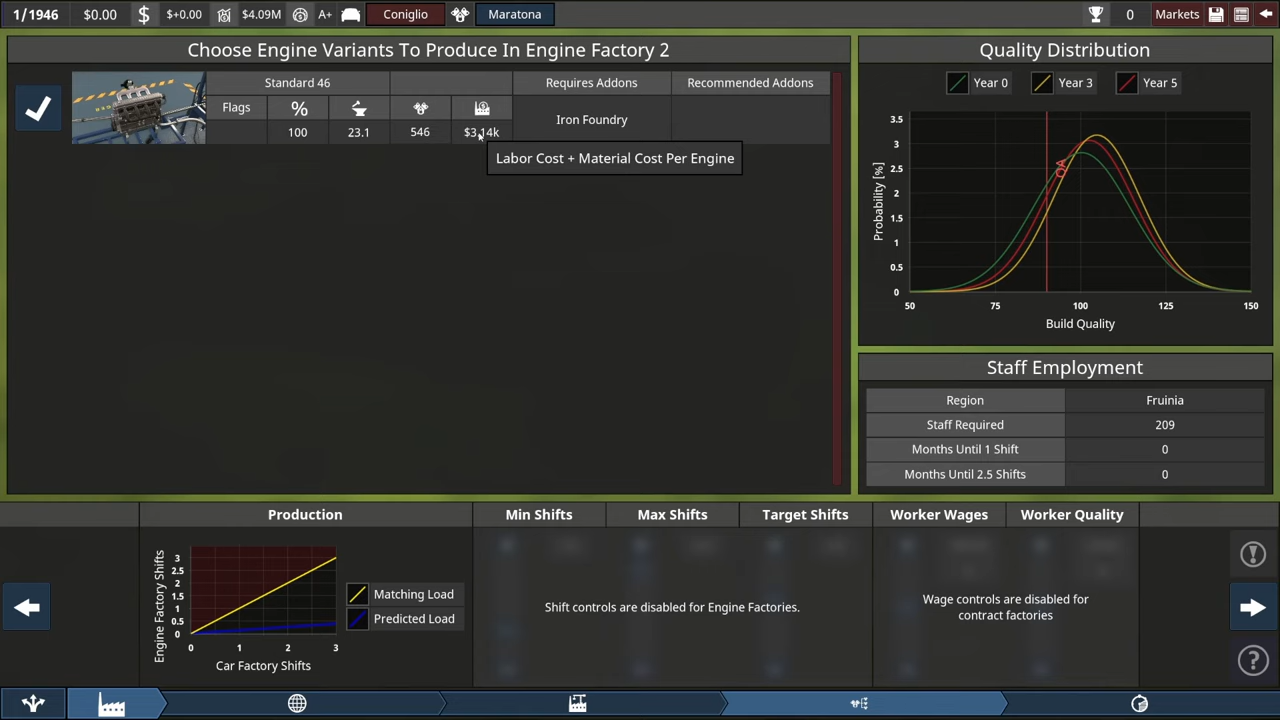 1/1946 $0.00 $+0.00 $4.09M A+ Coniglio Maratona 0 Markets
Choose Engine Variants To Produce In Engine Factory 2
Standard 46 Requires Addons Recommended Addons
Flags %
Iron Foundry
100 23.1 546 $3.14k
Labor Cost + Material Cost Per Engine
Quality Distribution
Year 0 Year 3 Year 5
Probability [%]
3.5
3
2.5
2
1.5
1
0.5
0
QA
50 75 100 125 150
Build Quality
Staff Employment
Region Fruinia
Staff Required 209
Months Until 1 Shift 0
Months Until 2.5 Shifts 0
Production Min Shifts Max Shifts Target Shifts Worker Wages Worker Quality
Engine Factory Shifts
3
2.5
2
1.5
1
0.5
0
0 1 2 3
Car Factory Shifts
Matching Load
Predicted Load
Shift controls are disabled for Engine Factories.
Wage controls are disabled for
contract factories